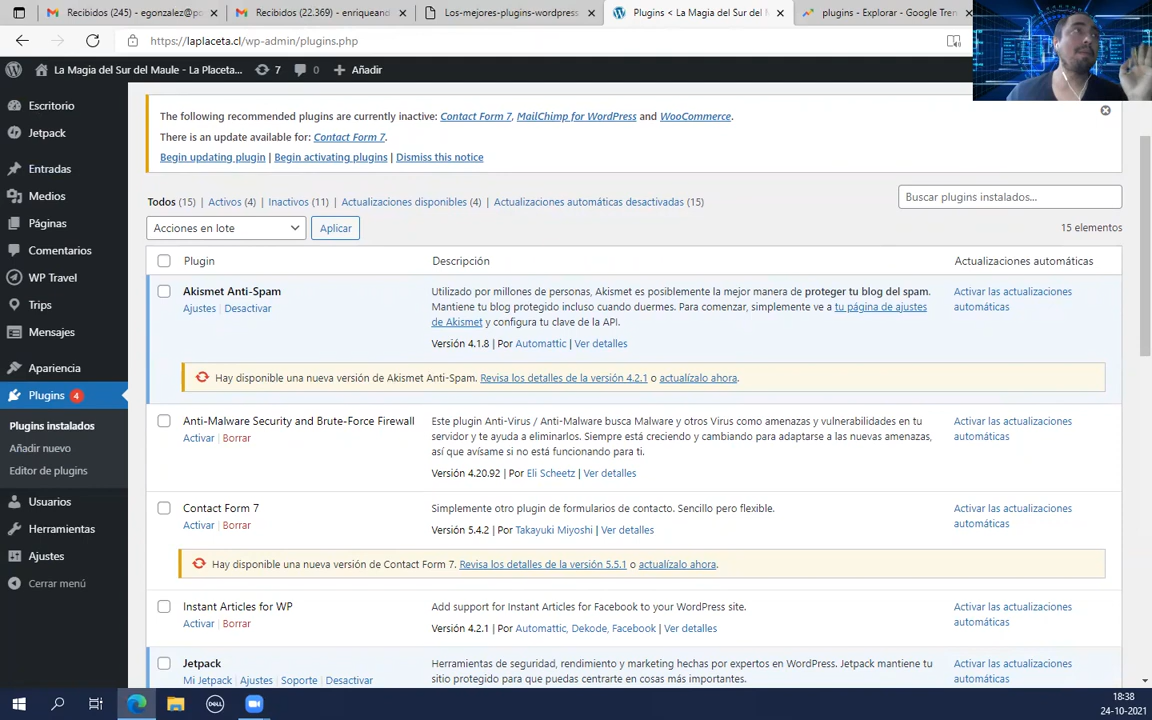 Recibidos (245) - egonzalez@po
Recibidos (22.369) - enriqueand
Los-mejores-plugins-wordpress
Plugins < La Magia del Sur del M
plugins - Explorar - Google Tren
https://laplaceta.cl/wp-admin/plugins.php
La Magia del Sur del Maule - La Placeta... 7 0 Añadir
Escritorio
Jetpack
Entradas
Medios
Páginas
Comentarios
WP Travel
Trips
Mensajes
Apariencia
Plugins 4
Plugins instalados
Añadir nuevo
Editor de plugins
Usuarios
Herramientas
Ajustes
Cerrar menú
The following recommended plugins are currently inactive: Contact Form 7, MailChimp for WordPress and WooCommerce.
There is an update available for: Contact Form 7.
Begin updating plugin | Begin activating plugins | Dismiss this notice
Todos (15) | Activos (4) | Inactivos (11) | Actualizaciones disponibles (4) | Actualizaciones automáticas desactivadas (15)
Buscar plugins instalados...
Acciones en lote Aplicar 15 elementos
Plugin Descripción Actualizaciones automáticas
Akismet Anti-Spam
Ajustes | Desactivar
Utilizado por millones de personas, Akismet es posiblemente la mejor manera de proteger tu blog del spam.
Mantiene tu blog protegido incluso cuando duermes. Para comenzar, simplemente ve a tu página de ajustes
de Akismet y configura tu clave de la API.
Versión 4.1.8 | Por Automattic | Ver detalles
Activar las actualizaciones
automáticas
Hay disponible una nueva versión de Akismet Anti-Spam. Revisa los detalles de la versión 4.2.1 o actualízalo ahora.
Anti-Malware Security and Brute-Force Firewall
Activar | Borrar
Este plugin Anti-Virus / Anti-Malware busca Malware y otros Virus como amenazas y vulnerabilidades en tu
servidor y te ayuda a eliminarlos. Siempre está creciendo y cambiando para adaptarse a las nuevas amenazas,
así que avísame si no está funcionando para ti.
Versión 4.20.92 | Por Eli Scheetz | Ver detalles
Activar las actualizaciones
automáticas
Contact Form 7
Activar | Borrar
Simplemente otro plugin de formularios de contacto. Sencillo pero flexible.
Versión 5.4.2 | Por Takayuki Miyoshi | Ver detalles
Activar las actualizaciones
automáticas
Hay disponible una nueva versión de Contact Form 7. Revisa los detalles de la versión 5.5.1 o actualízalo ahora.
Instant Articles for WP
Activar | Borrar
Add support for Instant Articles for Facebook to your WordPress site.
Versión 4.2.1 | Por Automattic, Dekode, Facebook | Ver detalles
Activar las actualizaciones
automáticas
Jetpack
Mi Jetpack | Ajustes | Soporte | Desactivar
Herramientas de seguridad, rendimiento y marketing hechas por expertos en WordPress. Jetpack mantiene tu
sitio protegido para que puedas centrarte en cosas más importantes.
Activar las actualizaciones
automáticas
DELL
18:38
24-10-2021